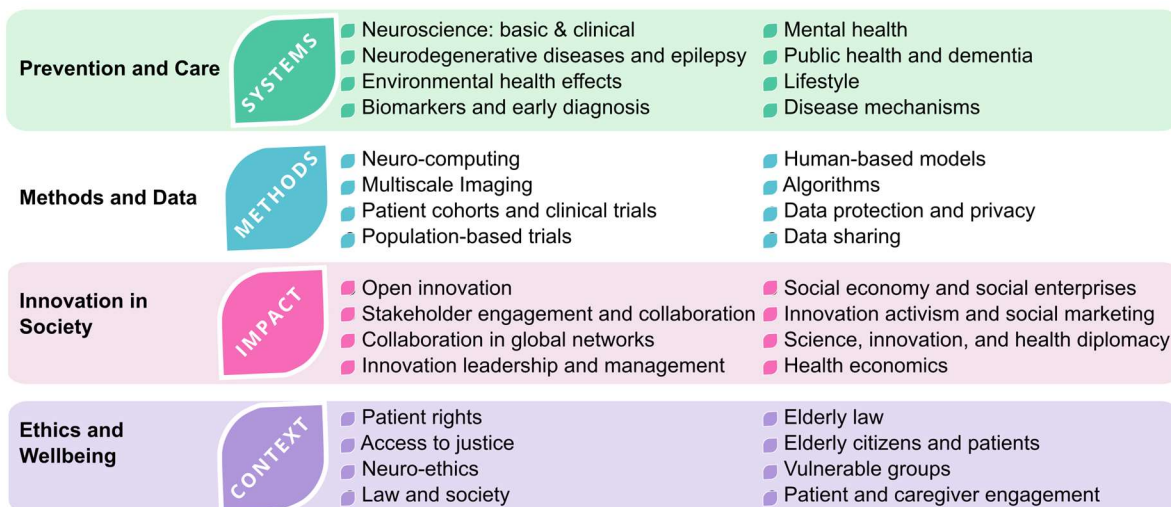 Prevention and Care
SYSTEMS
Neuroscience: basic & clinical
Neurodegenerative diseases and epilepsy
Environmental health effects
Biomarkers and early diagnosis
Mental health
Public health and dementia
Lifestyle
Disease mechanisms
Methods and Data
METHODS
Neuro-computing
Multiscale Imaging
Patient cohorts and clinical trials
Population-based trials
Human-based models
Algorithms
Data protection and privacy
Data sharing
Innovation in
Society
IMPACT
Open innovation
Stakeholder engagement and collaboration
Collaboration in global networks
Innovation leadership and management
Social economy and social enterprises
Innovation activism and social marketing
Science, innovation, and health diplomacy
Health economics
Ethics and
Wellbeing
CONTEXT
Patient rights
Access to justice
Neuro-ethics
Law and society
Elderly law
Elderly citizens and patients
Vulnerable groups
Patient and caregiver engagement